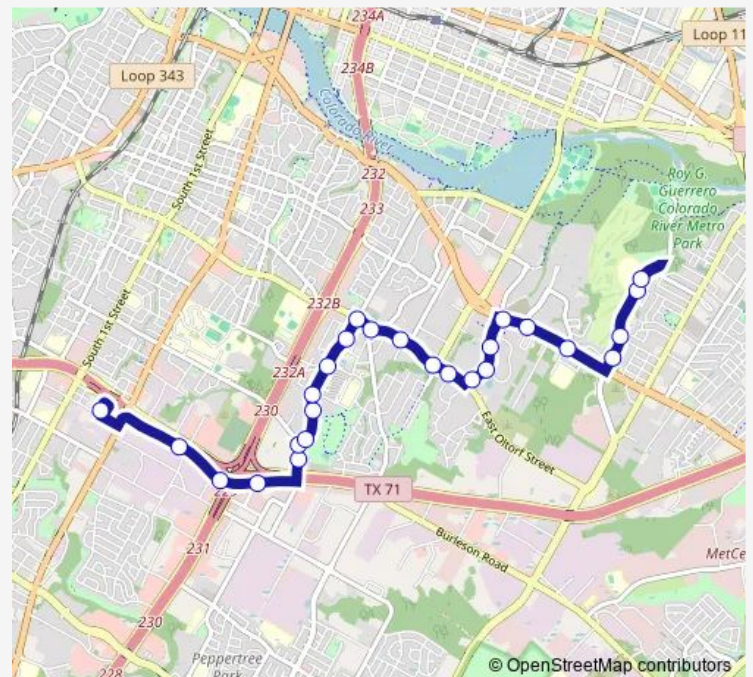 234A
Loop 11
Loop 343
234B
Colorado River
South 1st Street
232
233
Roy G.
Guerrero
Colorado
River Metro
Park
232B
South 1st Street
232A
230
East Oltorf Street
TX 71
231
Burleson Road
MetCe
230
Peppertree
Park
228
© OpenStreetMap contributors